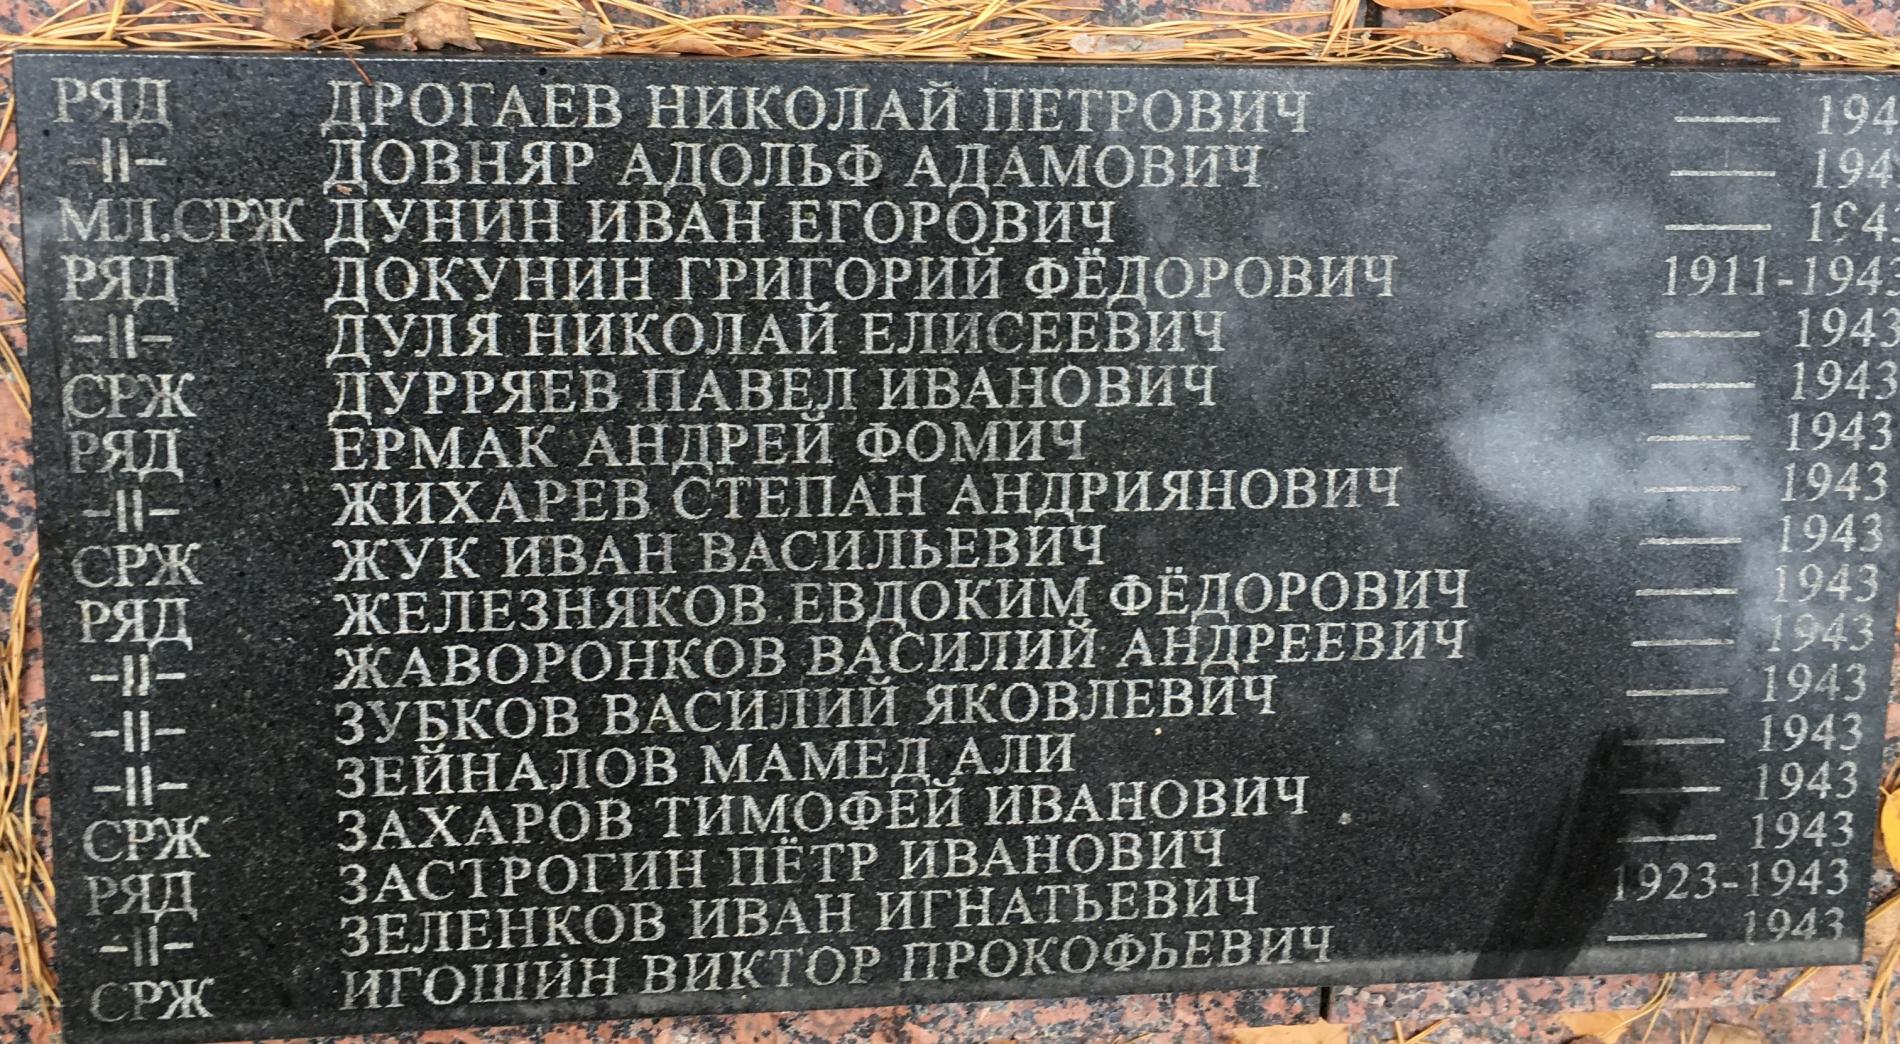 РЯД ДРОГАЕВ НИКОЛАЙ ПЕТРОВИЧ —— 194
-II- ДОВНЯР АДОЛЬФ АДАМОВИЧ —— 194
МЛ.СРЖ ДУНИН ИВАН ЕГОРОВИЧ —— 194
РЯД ДОКУНИН ГРИГОРИЙ ФЁДОРОВИЧ 1911-1943
-II- ДУЛЯ НИКОЛАЙ ЕЛИСЕЕВИЧ —— 1943
СРЖ ДУРРЯЕВ ПАВЕЛ ИВАНОВИЧ —— 1943
РЯД ЕРМАК АНДРЕЙ ФОМИЧ —— 1943
-II- ЖИХАРЕВ СТЕПАН АНДРИЯНОВИЧ —— 1943
СРЖ ЖУК ИВАН ВАСИЛЬЕВИЧ —— 1943
РЯД ЖЕЛЕЗНЯКОВ ЕВДОКИМ ФЁДОРОВИЧ —— 1943
-II- ЖАВОРОНКОВ ВАСИЛИЙ АНДРЕЕВИЧ —— 1943
-II- ЗУБКОВ ВАСИЛИЙ ЯКОВЛЕВИЧ —— 1943
-II- ЗЕЙНАЛОВ МАМЕД АЛИ —— 1943
СРЖ ЗАХАРОВ ТИМОФЕЙ ИВАНОВИЧ —— 1943
РЯД ЗАСТРОГИН ПЁТР ИВАНОВИЧ —— 1943
-II- ЗЕЛЕНКОВ ИВАН ИГНАТЬЕВИЧ 1923-1943
СРЖ ИГОШИН ВИКТОР ПРОКОФЬЕВИЧ —— 1943